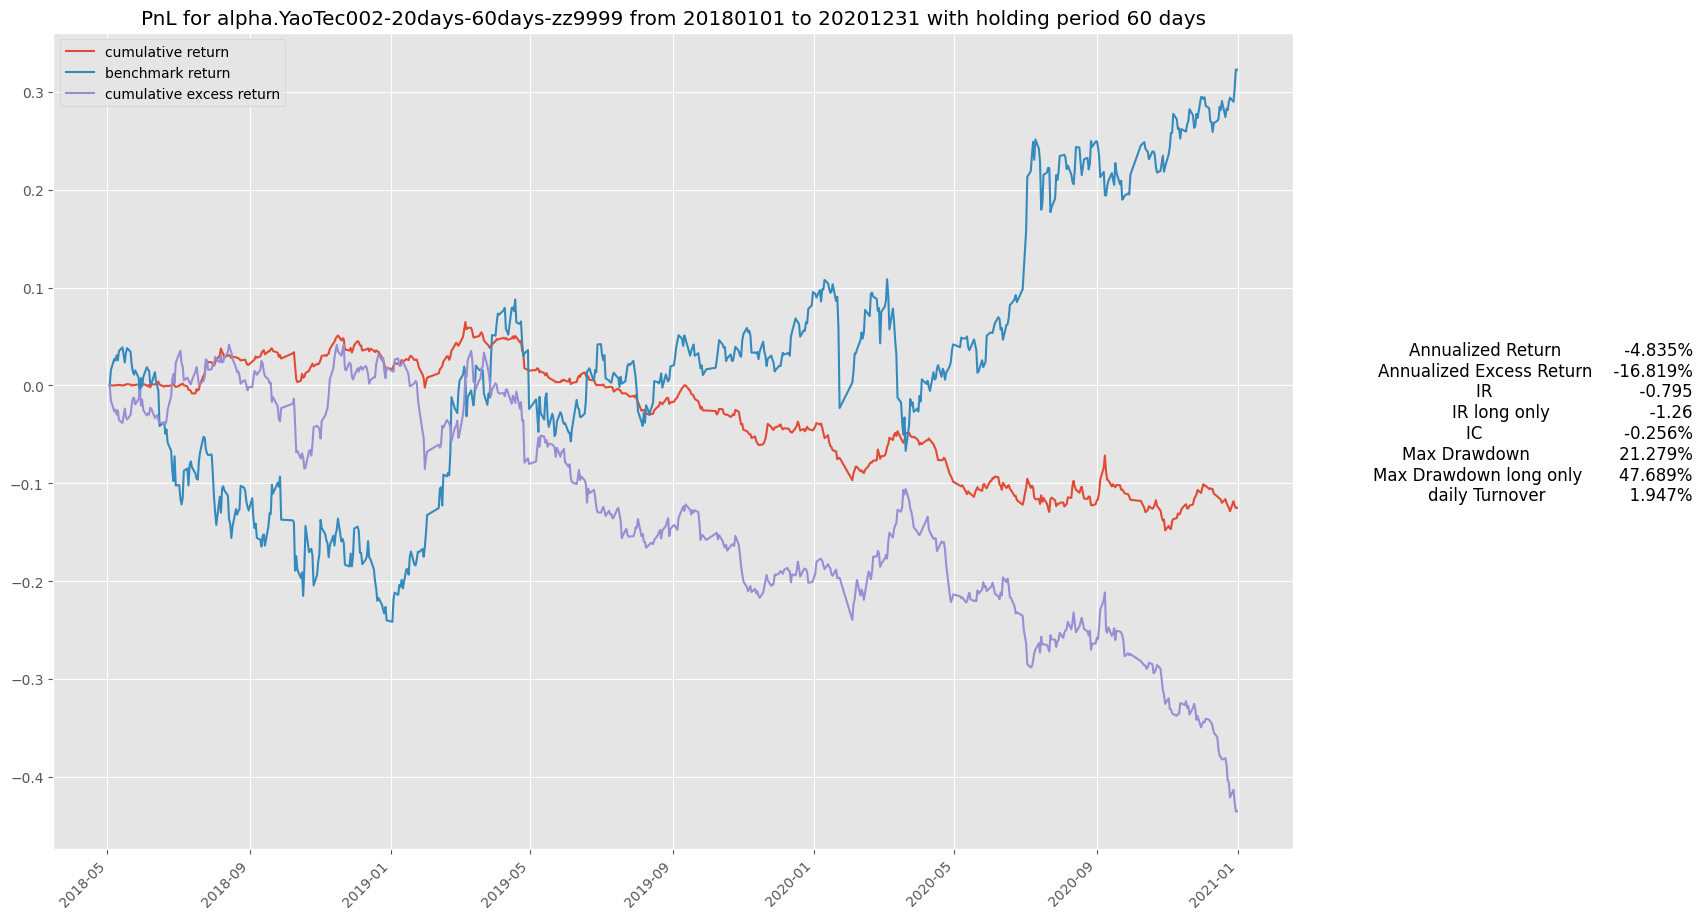 PnL for alpha.YaoTec002-20days-60days-zz9999 from 20180101 to 20201231 with holding period 60 days
cumulative return
benchmark return
cumulative excess return
0.3
0.2
0.1
0.0
−0.1
−0.2
−0.3
−0.4
2018-05
2018-09
2019-01
2019-05
2019-09
2020-01
2020-05
2020-09
2021-01
Annualized Return -4.835%
Annualized Excess Return -16.819%
IR -0.795
IR long only -1.26
IC -0.256%
Max Drawdown 21.279%
Max Drawdown long only 47.689%
daily Turnover 1.947%